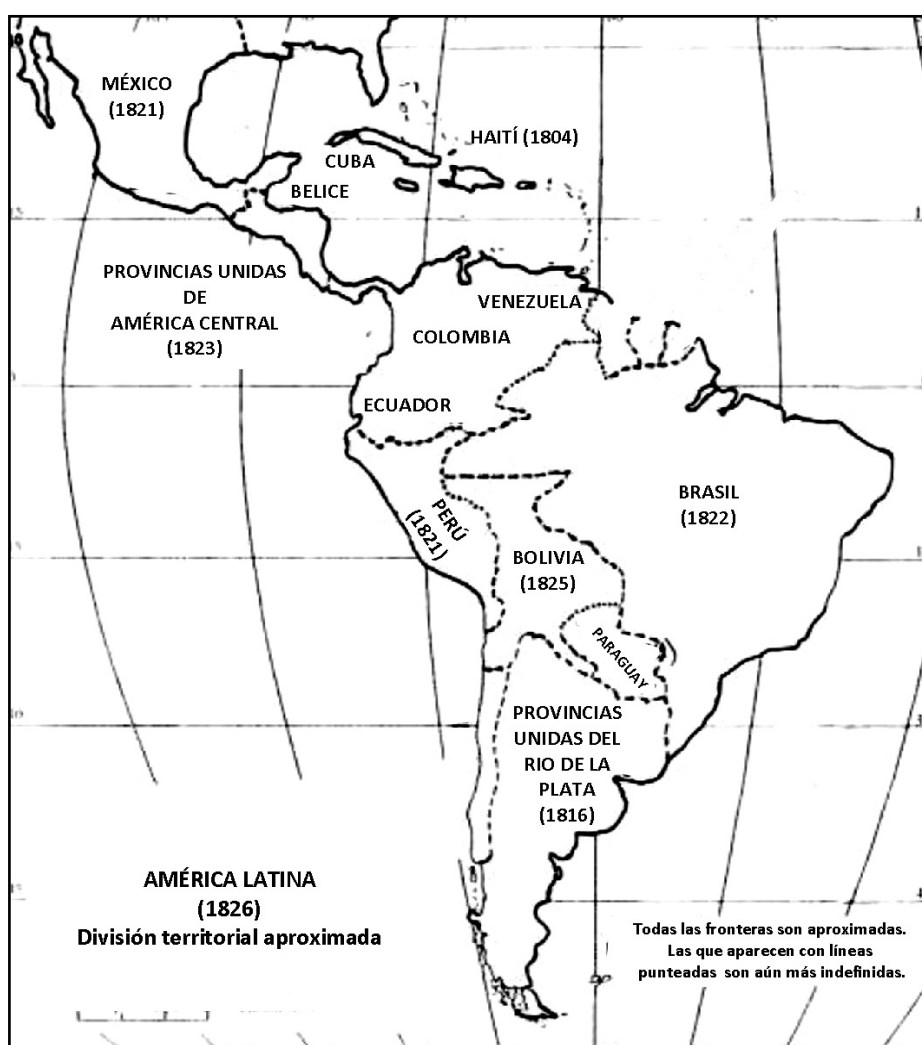 MÉXICO
(1821)
HAITÍ (1804)
CUBA
BELICE
PROVINCIAS UNIDAS
DE
AMÉRICA CENTRAL
(1823)
VENEZUELA
COLOMBIA
ECUADOR
BRASIL
(1822)
PERÚ
(1821)
BOLIVIA
(1825)
PARAGUAY
PROVINCIAS
UNIDAS DEL
RIO DE LA
PLATA
(1816)
AMÉRICA LATINA
(1826)
División territorial aproximada
Todas las fronteras son aproximadas.
Las que aparecen con líneas
punteadas son aún más indefinidas.